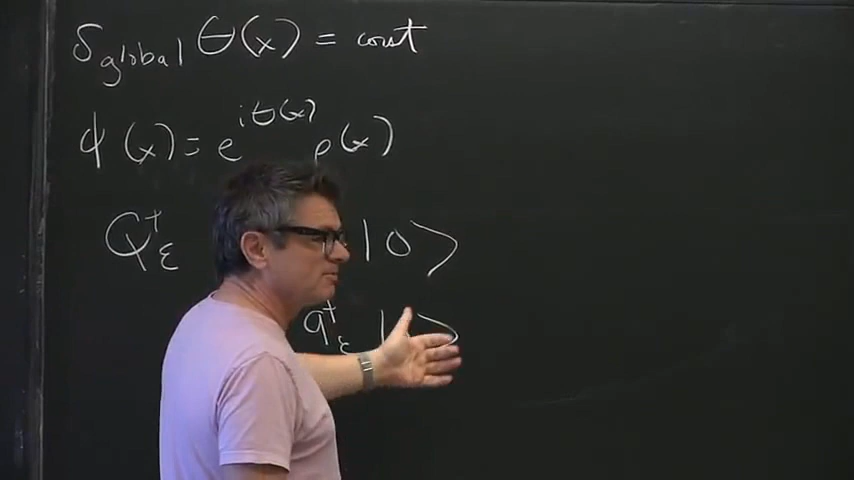 δ_global θ(x) = const
ϕ(x) = e^{iθ(x)} ρ(x)
Q†_ε |0>
a†_ε | >